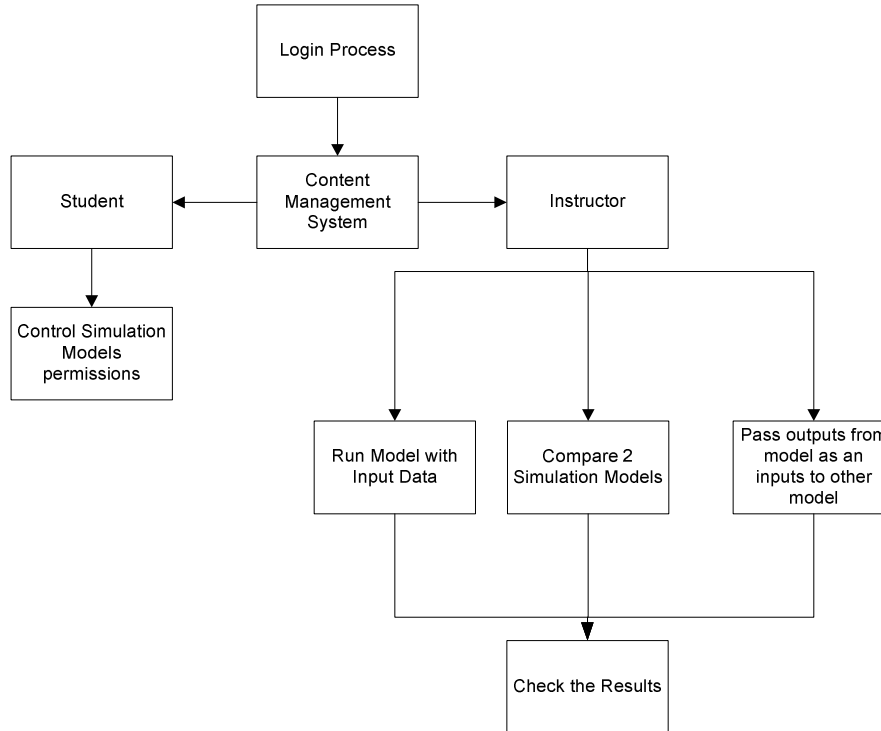 Login Process
Student
Content
Management
System
Instructor
Control Simulation
Models
permissions
Run Model with
Input Data
Compare 2
Simulation Models
Pass outputs from
model as an
inputs to other
model
Check the Results